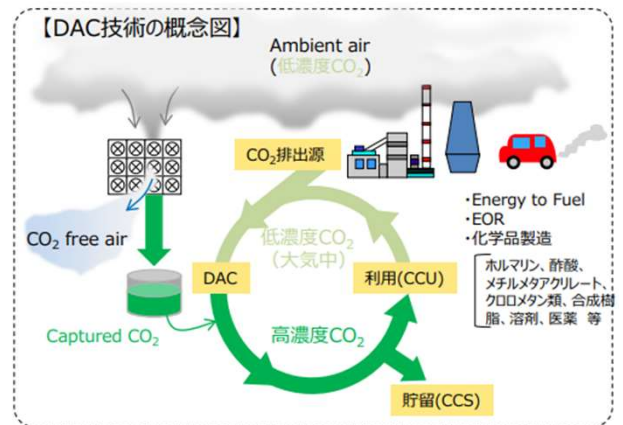 【DAC技術の概念図】
Ambient air
(低濃度CO₂)
CO₂排出源
CO₂ free air
・Energy to Fuel
・EOR
・化学品製造
ホルマリン、酢酸、
メチルメタアクリレート、
クロロメタン類、合成樹
脂、溶剤、医薬 等
低濃度CO₂
(大気中)
DAC
利用(CCU)
Captured CO₂
高濃度CO₂
貯留(CCS)